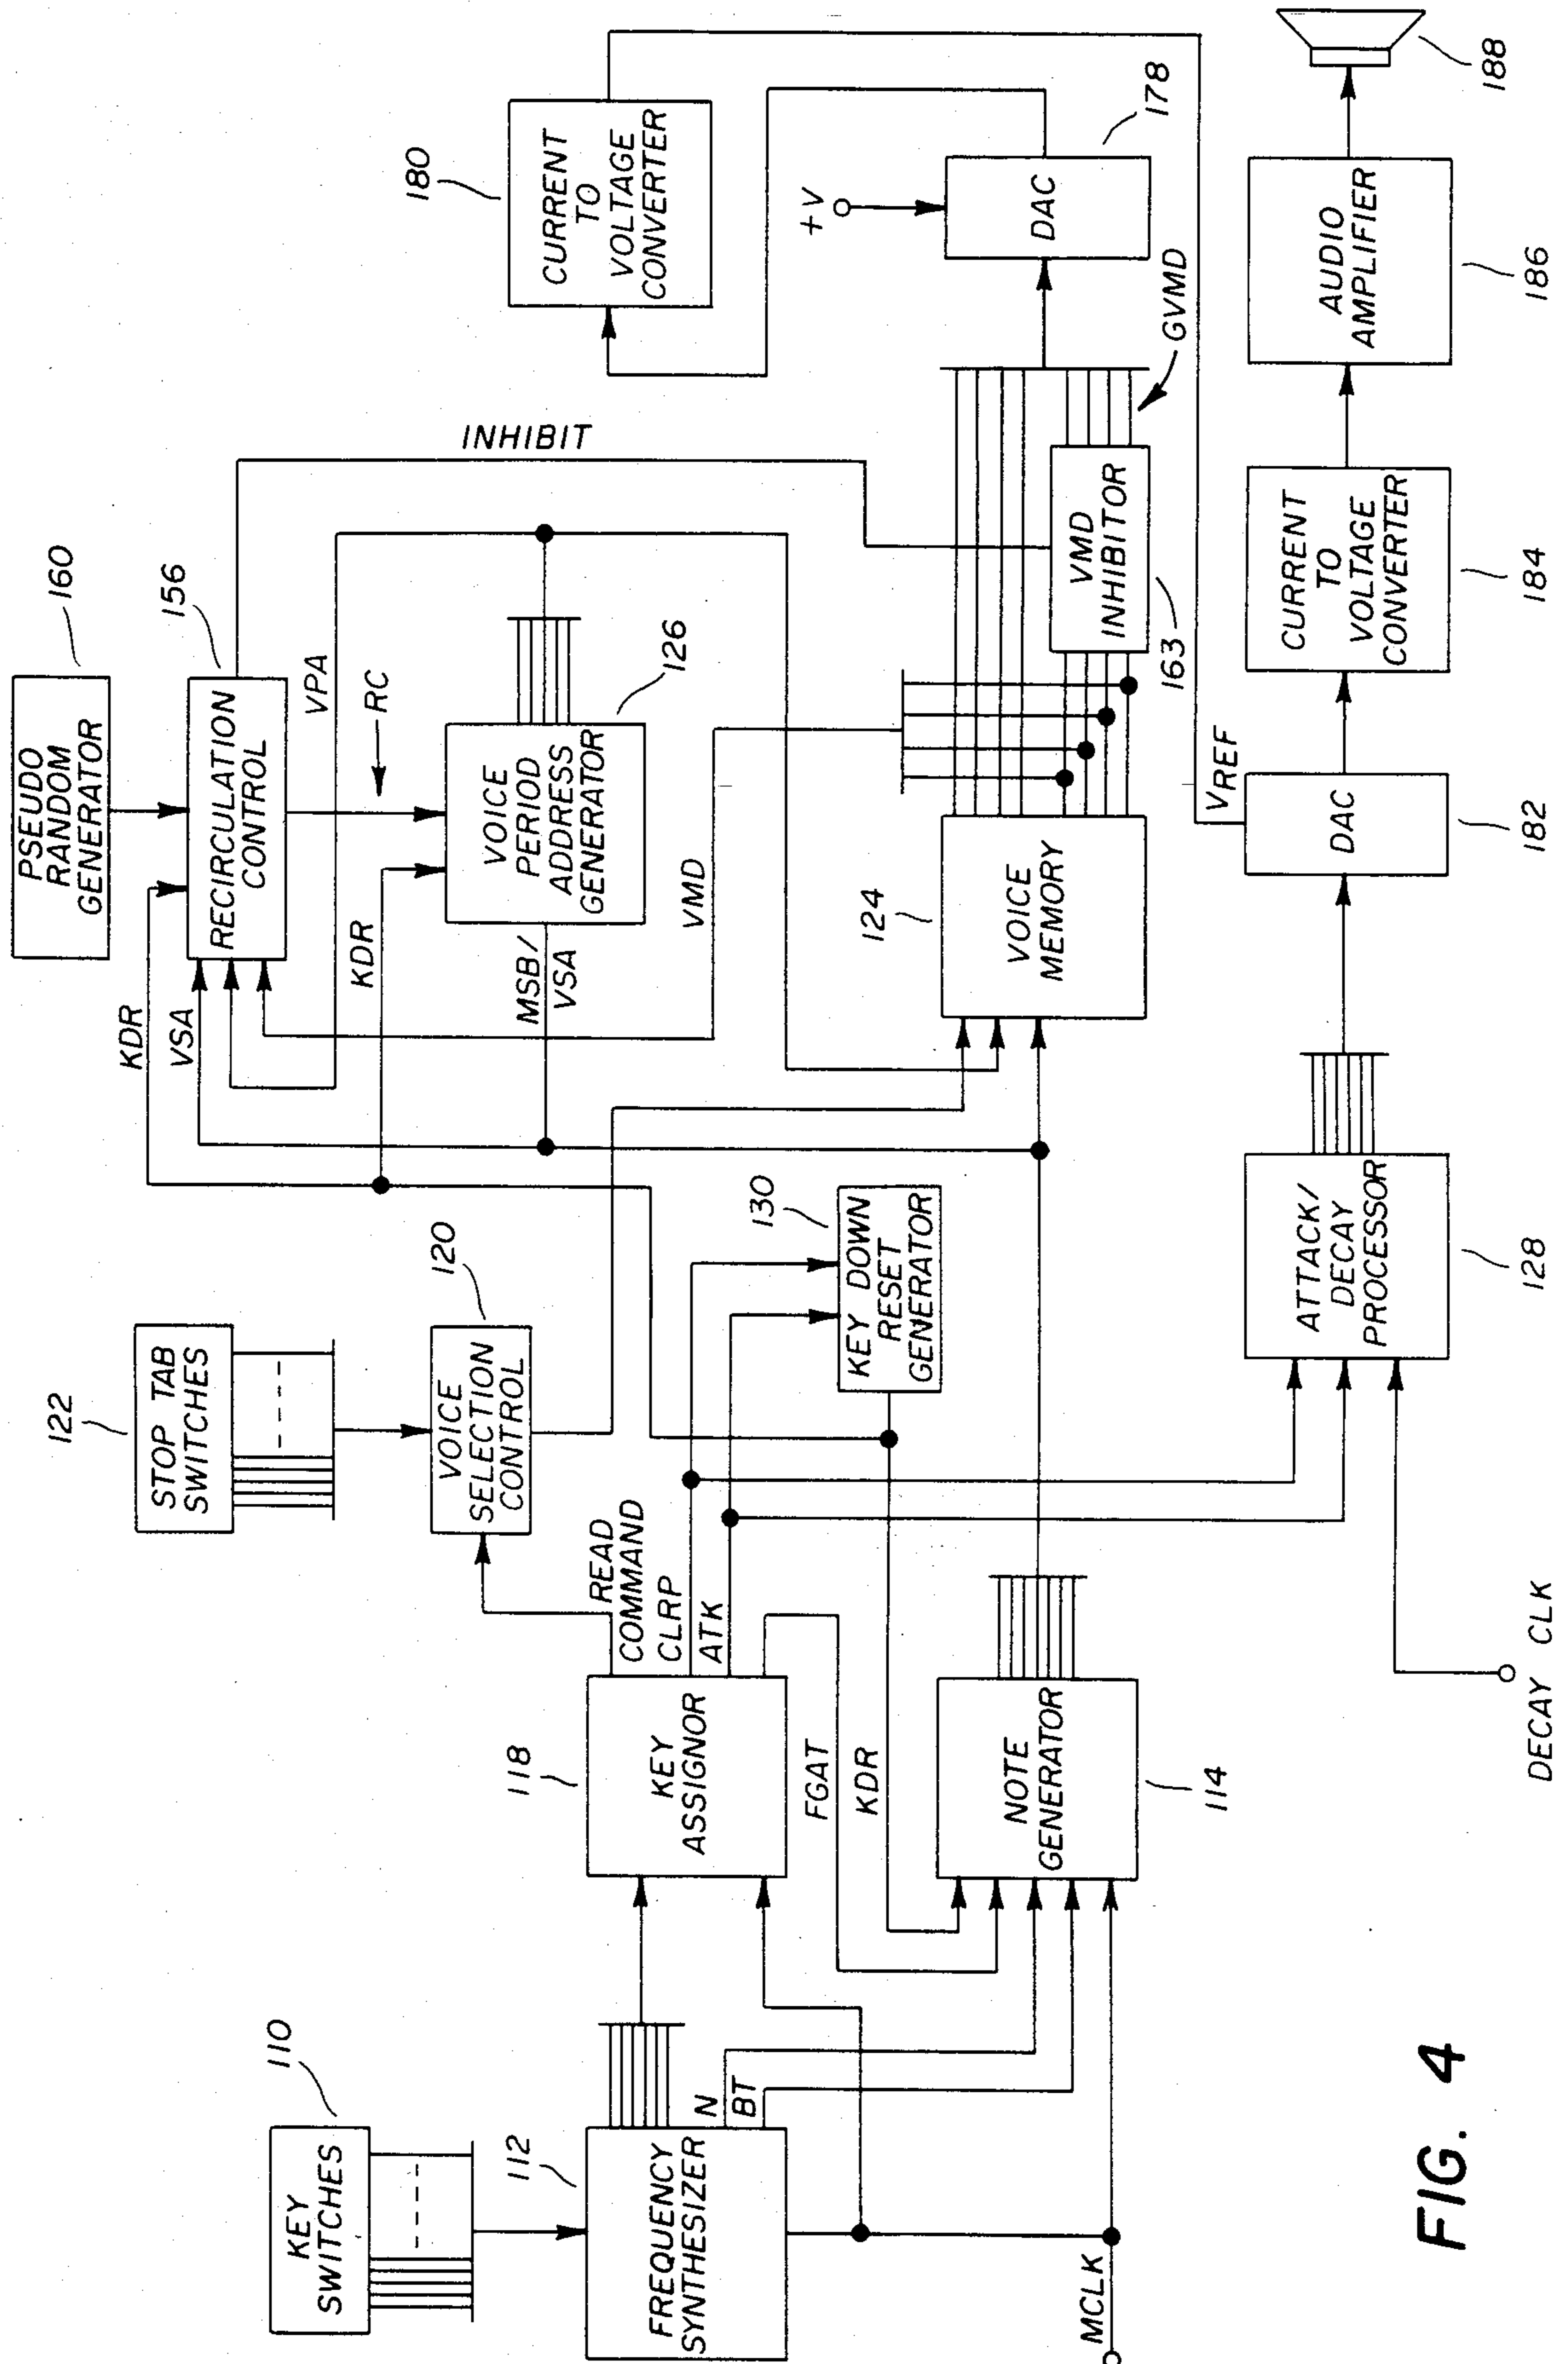 110
KEY
SWITCHES
112
FREQUENCY
SYNTHESIZER
N
BT
MCLK
122
STOP TAB
SWITCHES
120
VOICE
SELECTION
CONTROL
118
KEY
ASSIGNOR
READ
COMMAND
CLRP
ATK
FGAT
KDR
130
KEY DOWN
RESET
GENERATOR
NOTE
GENERATOR
114
160
PSEUDO
RANDOM
GENERATOR
156
RECIRCULATION
CONTROL
KDR
VSA
VPA
RC
KDR
VOICE
PERIOD
ADDRESS
GENERATOR
126
MSB/
VSA
INHIBIT
VMD
124
VOICE
MEMORY
VMD
INHIBITOR
163
GVMD
180
CURRENT
TO
VOLTAGE
CONVERTER
+V
DAC
178
ATTACK/
DECAY
PROCESSOR
128
DECAY CLK
VREF
DAC
182
CURRENT
TO
VOLTAGE
CONVERTER
184
AUDIO
AMPLIFIER
186
188
FIG. 4